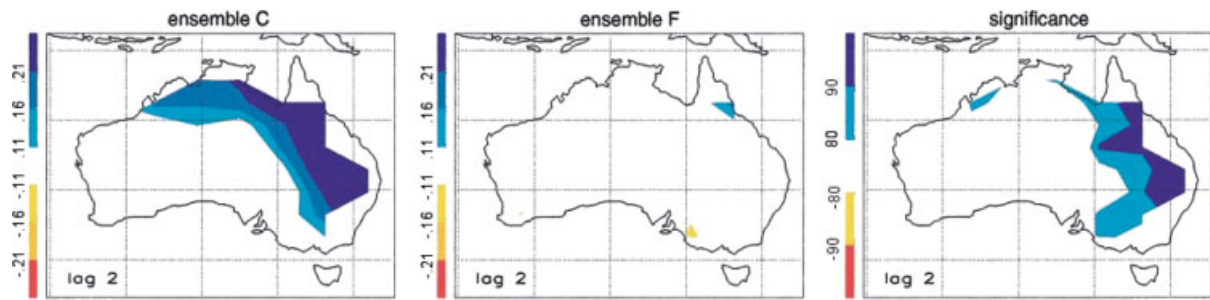 ensemble C
ensemble F
significance
.21
.16
.11
-.11
-.16
-.21
lag 2
.21
.16
.11
-.11
-.16
-.21
lag 2
90
80
-80
-90
lag 2